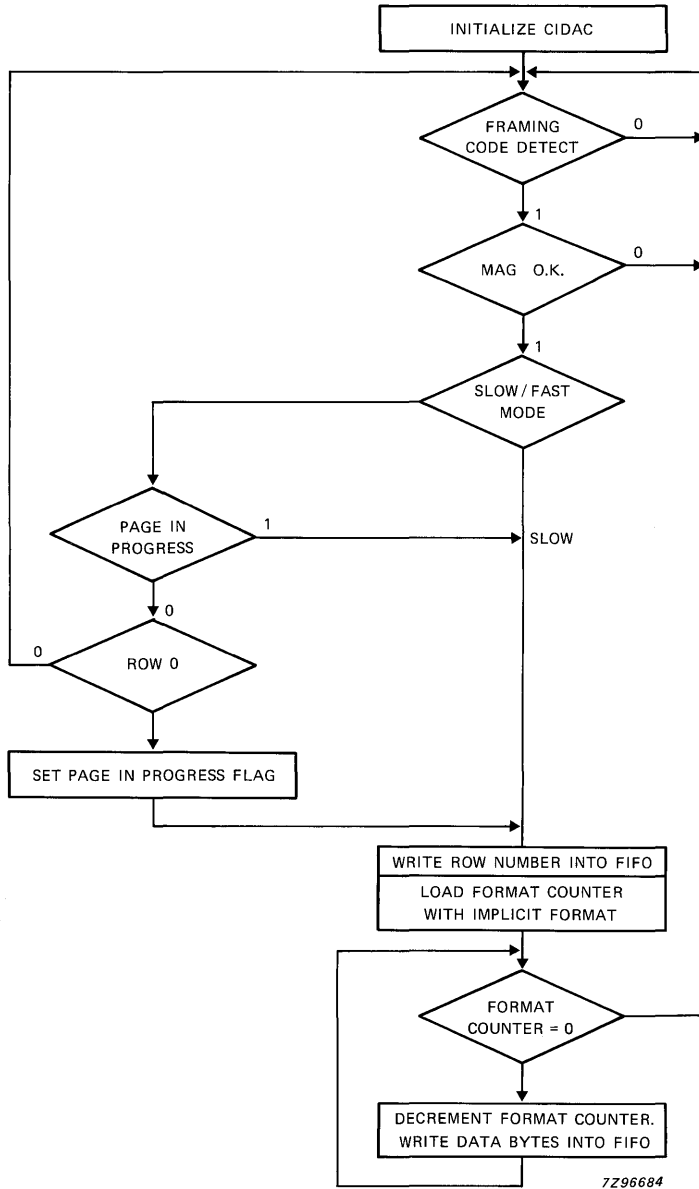 INITIALIZE CIDAC
FRAMING
CODE DETECT
0
1
MAG O.K.
0
1
SLOW / FAST
MODE
PAGE IN
PROGRESS
1
SLOW
0
ROW 0
0
SET PAGE IN PROGRESS FLAG
WRITE ROW NUMBER INTO FIFO
LOAD FORMAT COUNTER
WITH IMPLICIT FORMAT
FORMAT
COUNTER = 0
DECREMENT FORMAT COUNTER.
WRITE DATA BYTES INTO FIFO
7Z96684